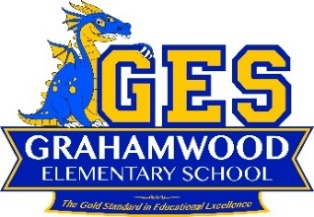 GES
GRAHAMWOOD
ELEMENTARY SCHOOL
The Gold Standard in Educational Excellence